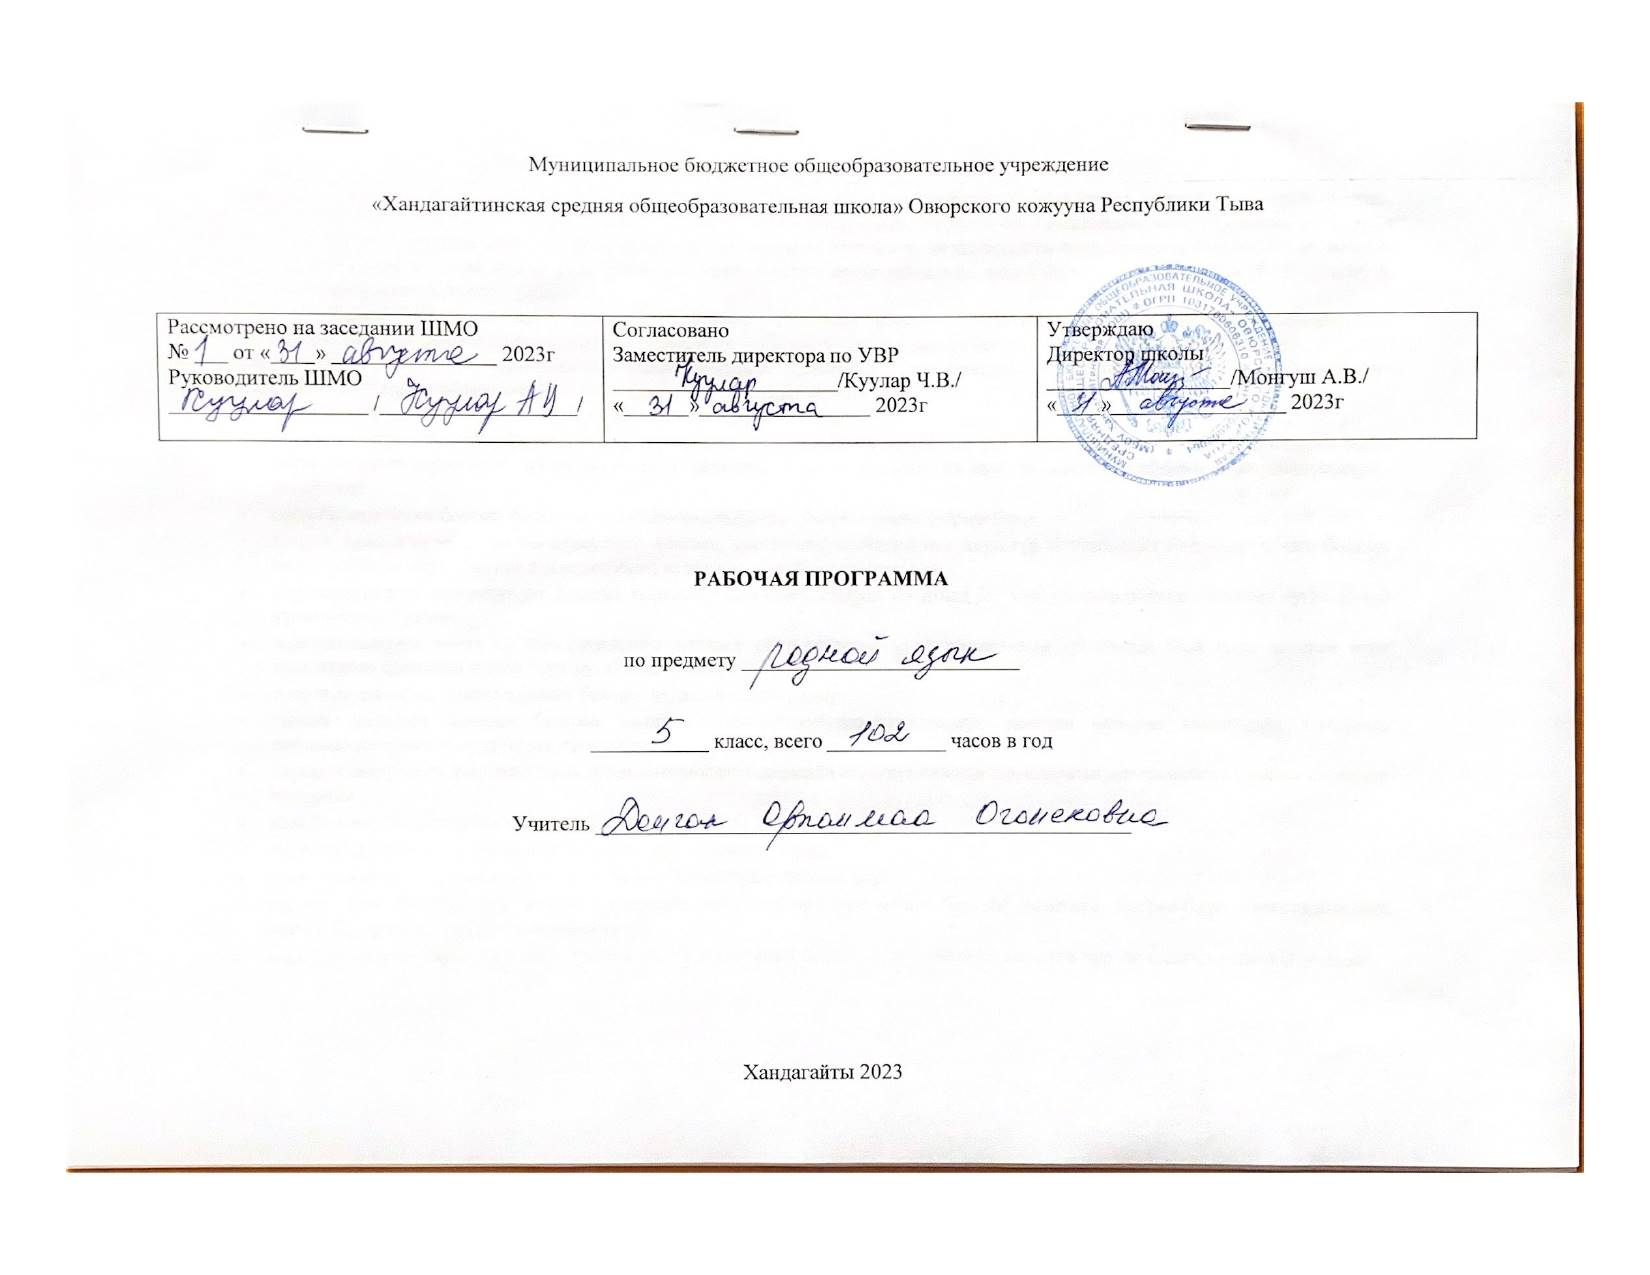 Муниципальное бюджетное общеобразовательное учреждение
«Хандагайтинская средняя общеобразовательная школа» Овюрского кожууна Республики Тыва
Рассмотрено на заседании ШМО
№ 1 от « 31 » августа 2023г
Руководитель ШМО
Куулар / Куулар АЧ /
Согласовано
Заместитель директора по УВР
Куулар /Куулар Ч.В./
« 31 » августа 2023г
Утверждаю
Директор школы
/Монгуш А.В./
« 31 » августа 2023г
РАБОЧАЯ ПРОГРАММА
по предмету родной язык
5 класс, всего 102 часов в год
Учитель Донгак Огонековна
Хандагайты 2023